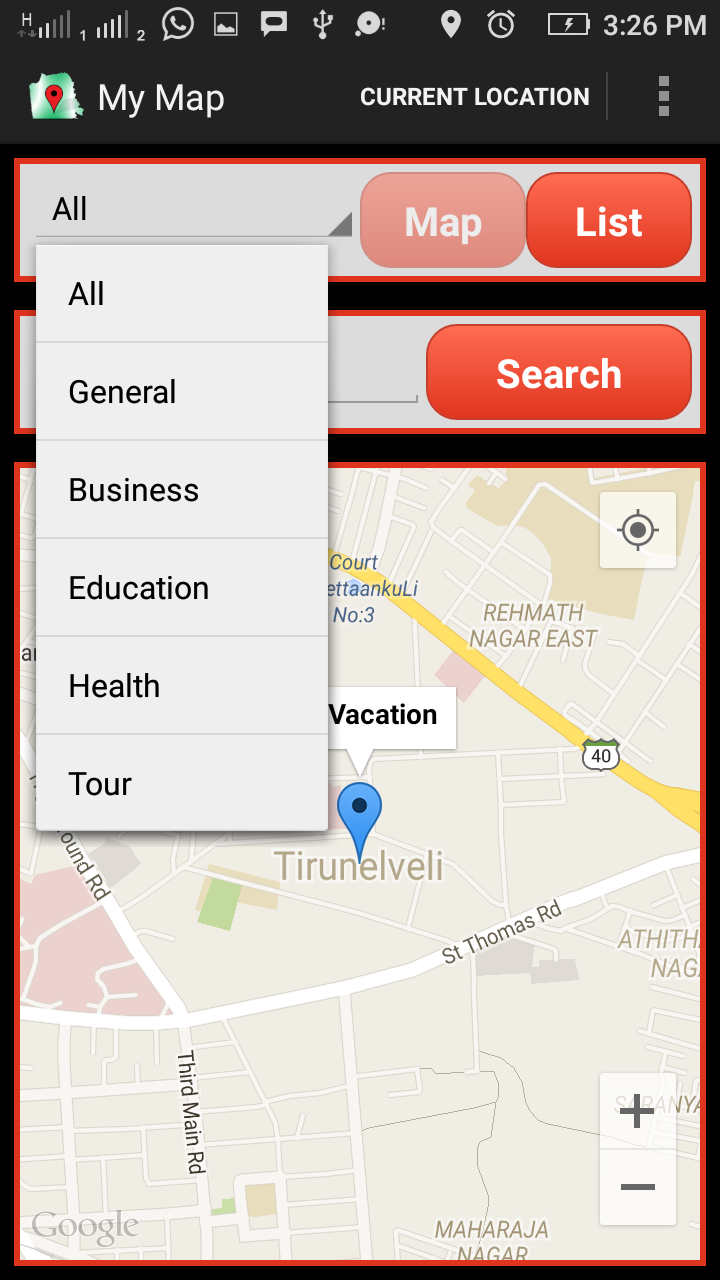 H
1
2
3:26 PM
My Map
CURRENT LOCATION
All
Map
List
All
General
Business
Education
Health
Tour
Search
Court
ettaankuLi
No:3
REHMATH
NAGAR EAST
Vacation
40
Tirunelveli
ound Rd
St Thomas Rd
ATHITH
NAG
Third Main Rd
SARANYA
MAHARAJA
NAGAR
Google